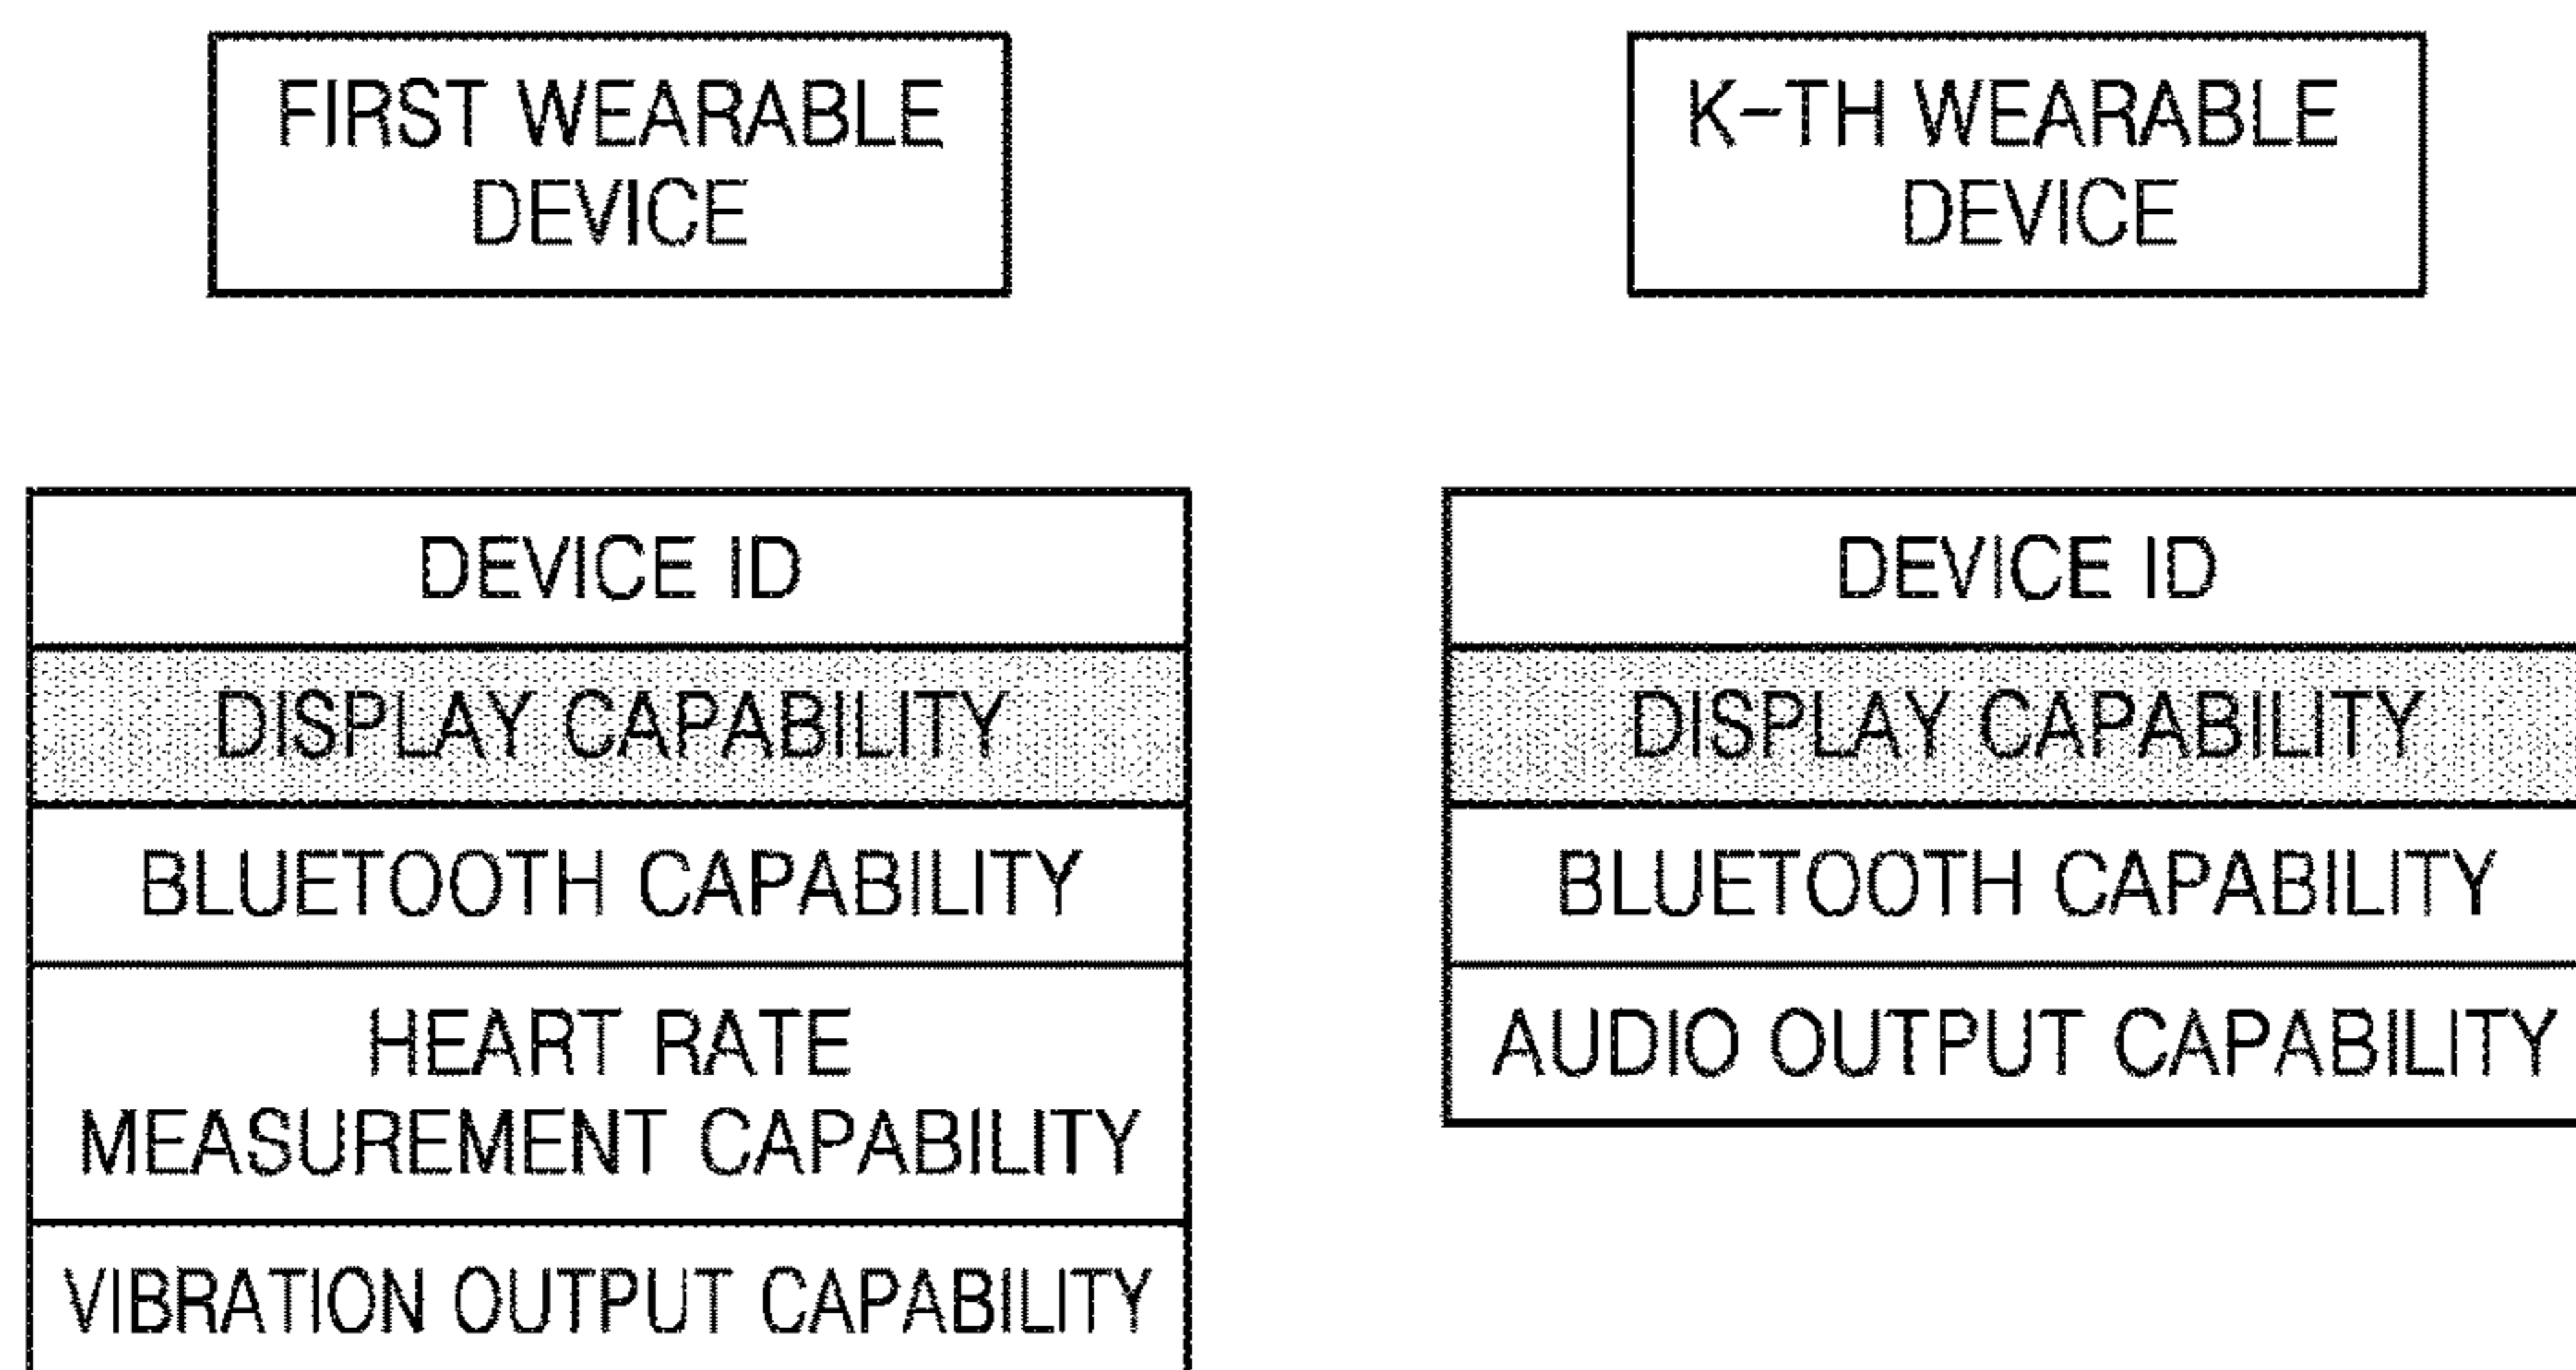 FIRST WEARABLE
DEVICE
K-TH WEARABLE
DEVICE
DEVICE ID
DISPLAY CAPABILITY
BLUETOOTH CAPABILITY
HEART RATE
MEASUREMENT CAPABILITY
VIBRATION OUTPUT CAPABILITY
DEVICE ID
DISPLAY CAPABILITY
BLUETOOTH CAPABILITY
AUDIO OUTPUT CAPABILITY